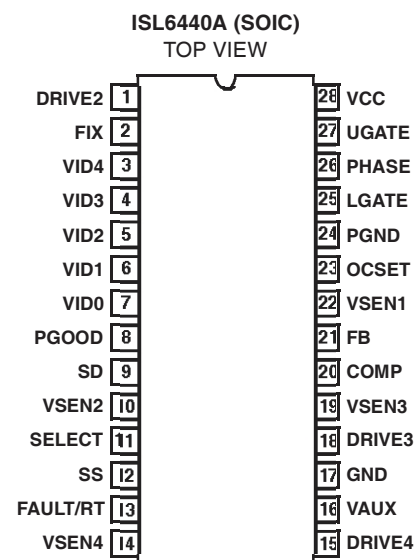 ISL6440A (SOIC)
TOP VIEW
DRIVE2 1 28 VCC
FIX 2 27 UGATE
VID4 3 26 PHASE
VID3 4 25 LGATE
VID2 5 24 PGND
VID1 6 23 OCSET
VID0 7 22 VSEN1
PGOOD 8 21 FB
SD 9 20 COMP
VSEN2 10 19 VSEN3
SELECT 11 18 DRIVE3
SS 12 17 GND
FAULT/RT 13 16 VAUX
VSEN4 14 15 DRIVE4